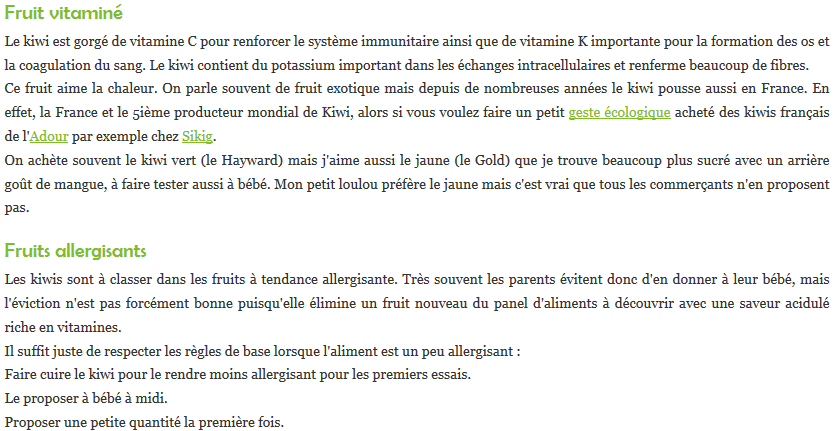 Fruit vitaminé
Le kiwi est gorgé de vitamine C pour renforcer le système immunitaire ainsi que de vitamine K importante pour la formation des os et
la coagulation du sang. Le kiwi contient du potassium important dans les échanges intracellulaires et renferme beaucoup de fibres.
Ce fruit aime la chaleur. On parle souvent de fruit exotique mais depuis de nombreuses années le kiwi pousse aussi en France. En
effet, la France et le 5ième producteur mondial de Kiwi, alors si vous voulez faire un petit geste écologique acheté des kiwis français
de l'Adour par exemple chez Sikig.
On achète souvent le kiwi vert (le Hayward) mais j'aime aussi le jaune (le Gold) que je trouve beaucoup plus sucré avec un arrière
goût de mangue, à faire tester aussi à bébé. Mon petit loulou préfère le jaune mais c'est vrai que tous les commerçants n'en proposent
pas.
Fruits allergisants
Les kiwis sont à classer dans les fruits à tendance allergisante. Très souvent les parents évitent donc d'en donner à leur bébé, mais
l'éviction n'est pas forcément bonne puisqu'elle élimine un fruit nouveau du panel d'aliments à découvrir avec une saveur acidulé
riche en vitamines.
Il suffit juste de respecter les règles de base lorsque l'aliment est un peu allergisant :
Faire cuire le kiwi pour le rendre moins allergisant pour les premiers essais.
Le proposer à bébé à midi.
Proposer une petite quantité la première fois.